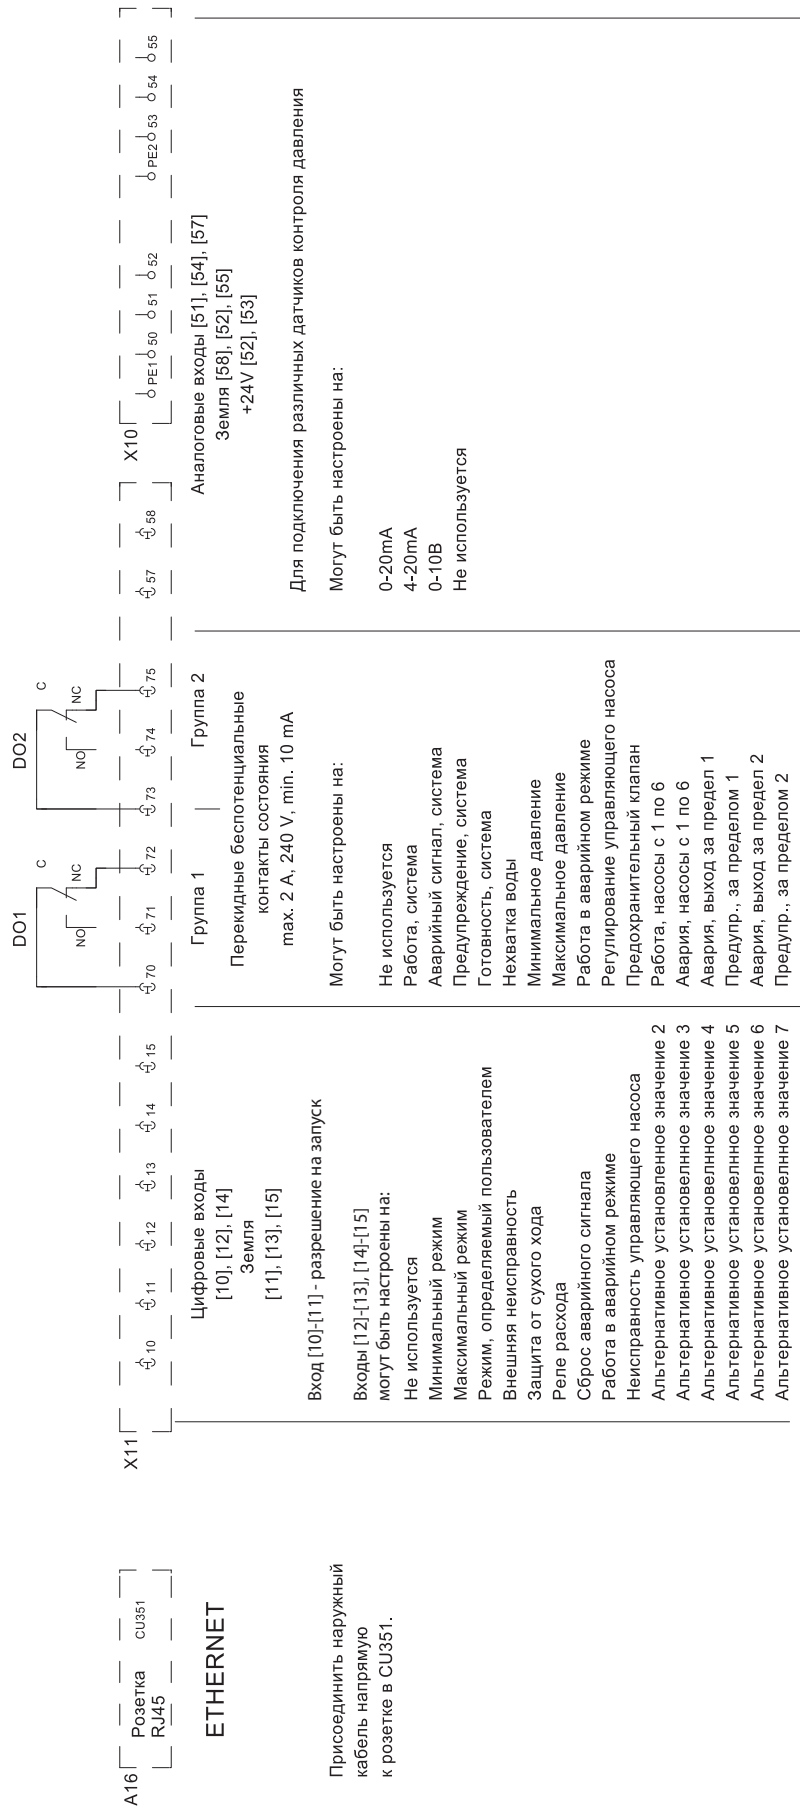 A16
Розетка
RJ45
CU351
ETHERNET
Присоединить наружный
кабель напрямую
к розетке в CU351.
X11
10
11
12
13
14
15
Цифровые входы
[10], [12], [14]
Земля
[11], [13], [15]
Вход [10]-[11] - разрешение на запуск
Входы [12]-[13], [14]-[15]
могут быть настроены на:
Не используется
Минимальный режим
Максимальный режим
Режим, определяемый пользователем
Внешняя неисправность
Защита от сухого хода
Реле расхода
Сброс аварийного сигнала
Работа в аварийном режиме
Неисправность управляющего насоса
Альтернативное установленное значение 2
Альтернативное установелнное значение 3
Альтернативное установелнное значение 4
Альтернативное установелнное значение 5
Альтернативное установелнное значение 6
Альтернативное установелнное значение 7
DO1
C
NO
NC
70
71
72
DO2
C
NO
NC
73
74
75
Группа 1
Группа 2
Перекидные беспотенциальные
контакты состояния
max. 2 A, 240 V, min. 10 mA
Могут быть настроены на:
Не используется
Работа, система
Аварийный сигнал, система
Предупреждение, система
Готовность, система
Нехватка воды
Минимальное давление
Максимальное давление
Работа в аварийном режиме
Регулирование управляющего насоса
Предохранительный клапан
Работа, насосы с 1 по 6
Авария, насосы с 1 по 6
Авария, выход за предел 1
Предупр., за пределом 1
Авария, выход за предел 2
Предупр., за пределом 2
57
58
X10
PE1
50
51
52
PE2
53
54
55
Аналоговые входы [51], [54], [57]
Земля [58], [52], [55]
+24V [52], [53]
Для подключения различных датчиков контроля давления
Могут быть настроены на:
0-20mA
4-20mA
0-10В
Не используется